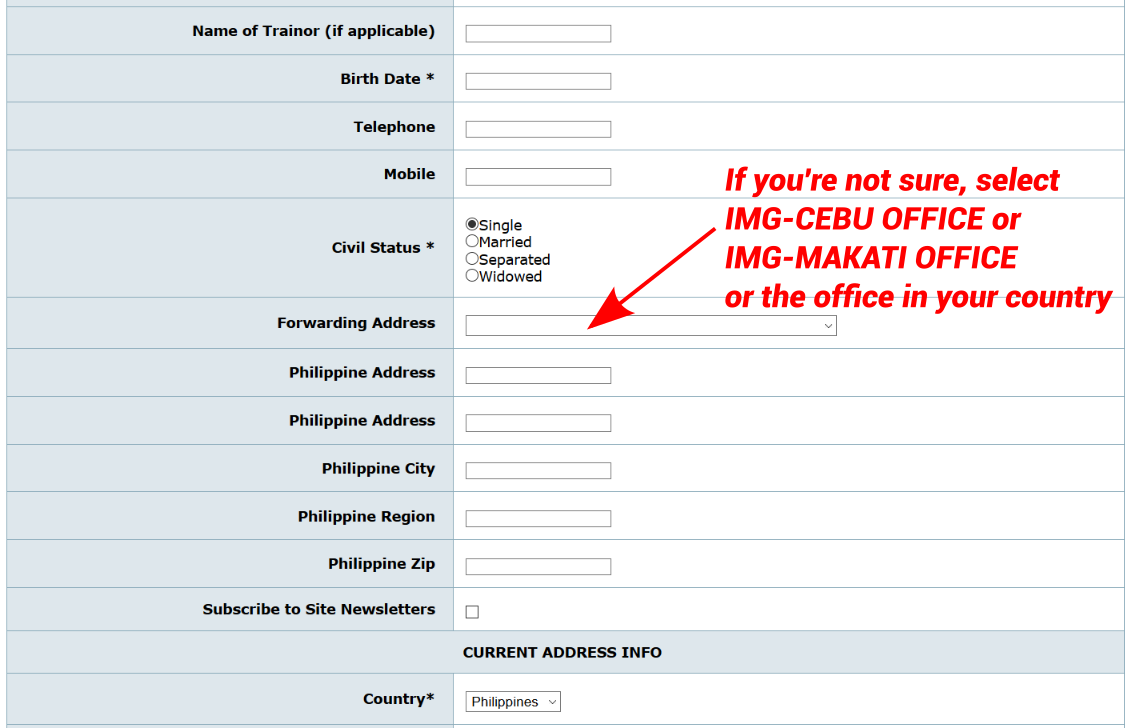 Name of Trainor (if applicable)
Birth Date *
Telephone
Mobile
If you're not sure, select
IMG-CEBU OFFICE or
IMG-MAKATI OFFICE
or the office in your country
Civil Status *
Single
Married
Separated
Widowed
Forwarding Address
Philippine Address
Philippine Address
Philippine City
Philippine Region
Philippine Zip
Subscribe to Site Newsletters
CURRENT ADDRESS INFO
Country*
Philippines